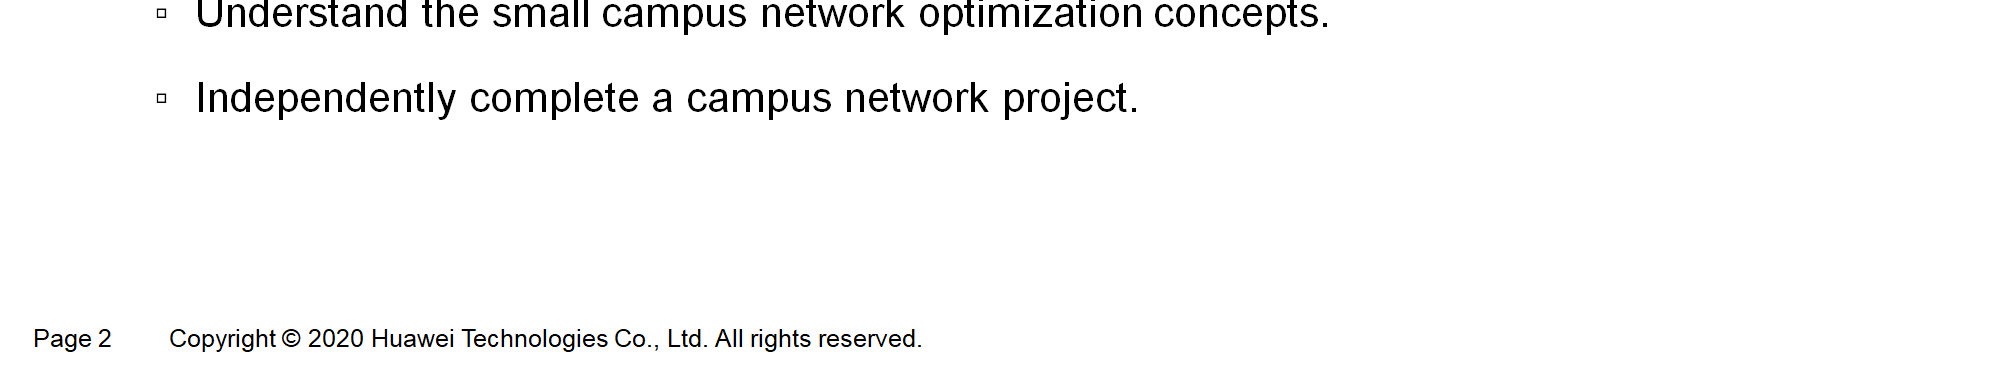 ▫ Understand the small campus network optimization concepts.
▫ Independently complete a campus network project.
Page 2 Copyright © 2020 Huawei Technologies Co., Ltd. All rights reserved.